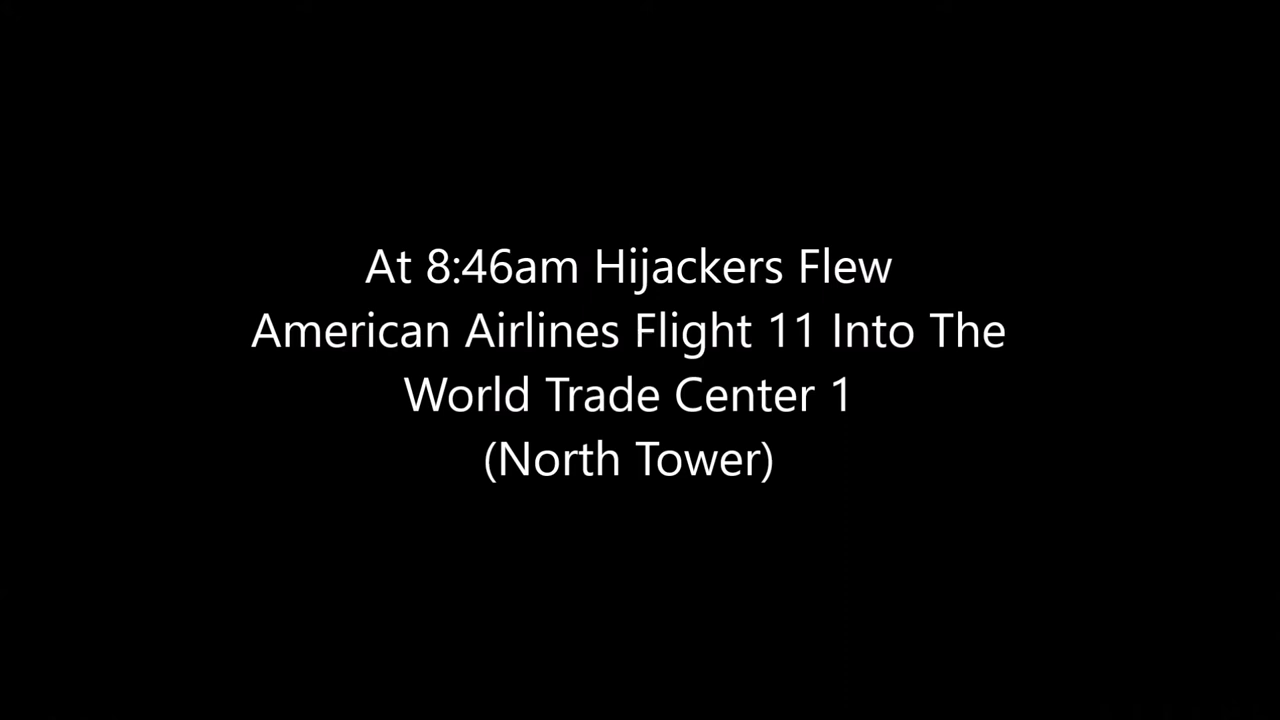 At 8:46am Hijackers Flew
American Airlines Flight 11 Into The
World Trade Center 1
(North Tower)